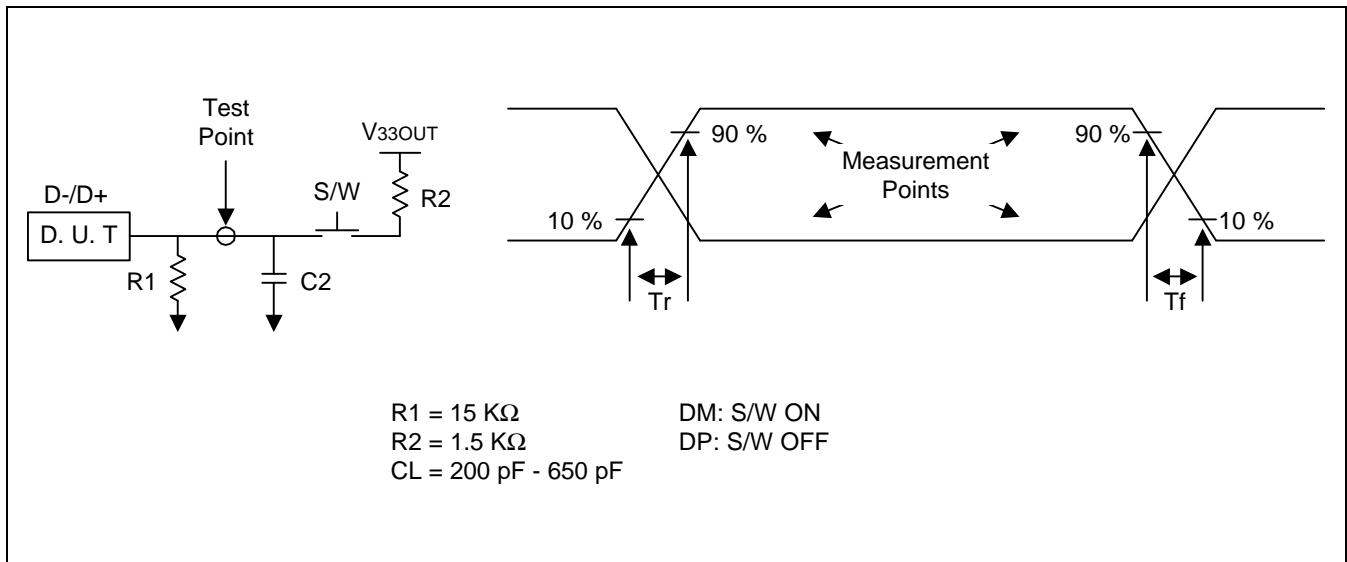 Test
Point
V33OUT
D-/D+
S/W
R2
D. U. T
R1
C2
90 %
10 %
Tr
Measurement
Points
90 %
10 %
Tf
R1 = 15 KΩ
R2 = 1.5 KΩ
CL = 200 pF - 650 pF
DM: S/W ON
DP: S/W OFF